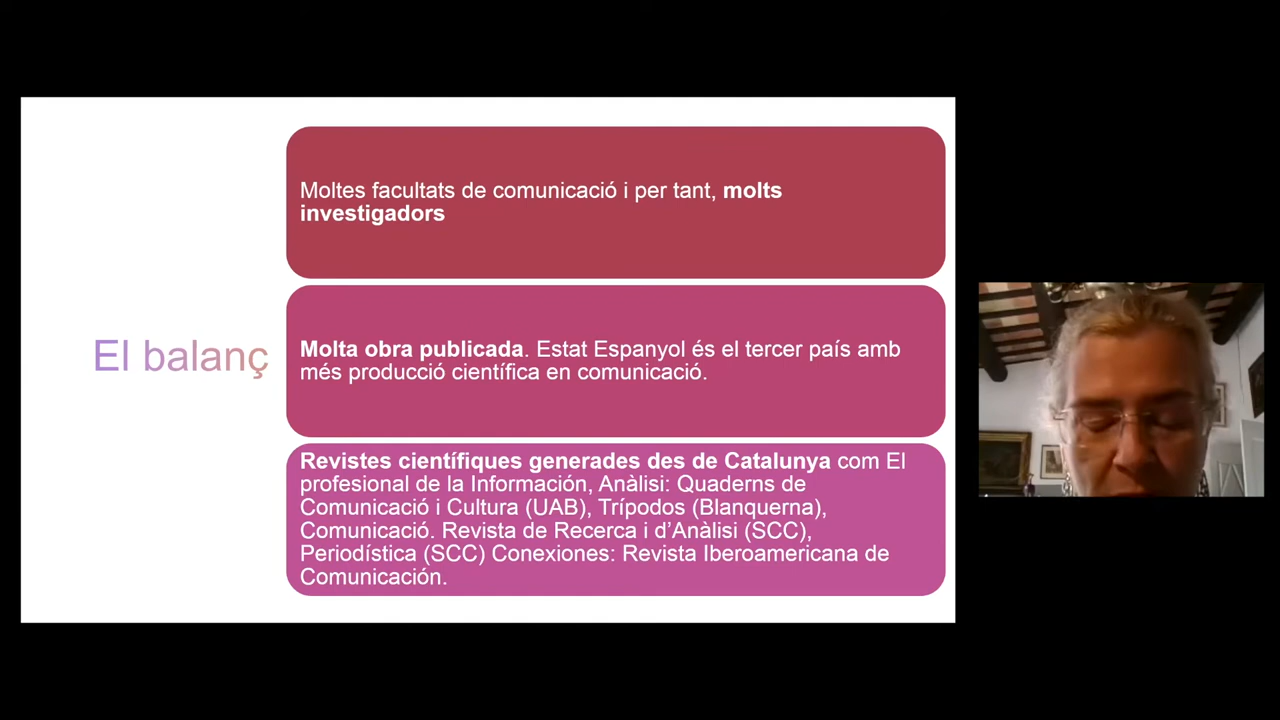 El balanç
Moltes facultats de comunicació i per tant, molts
investigadors
Molta obra publicada. Estat Espanyol és el tercer país amb
més producció científica en comunicació.
Revistes científiques generades des de Catalunya com El
profesional de la Información, Anàlisi: Quaderns de
Comunicació i Cultura (UAB), Trípodos (Blanquerna),
Comunicació. Revista de Recerca i d’Anàlisi (SCC),
Periodística (SCC) Conexiones: Revista Iberoamericana de
Comunicación.